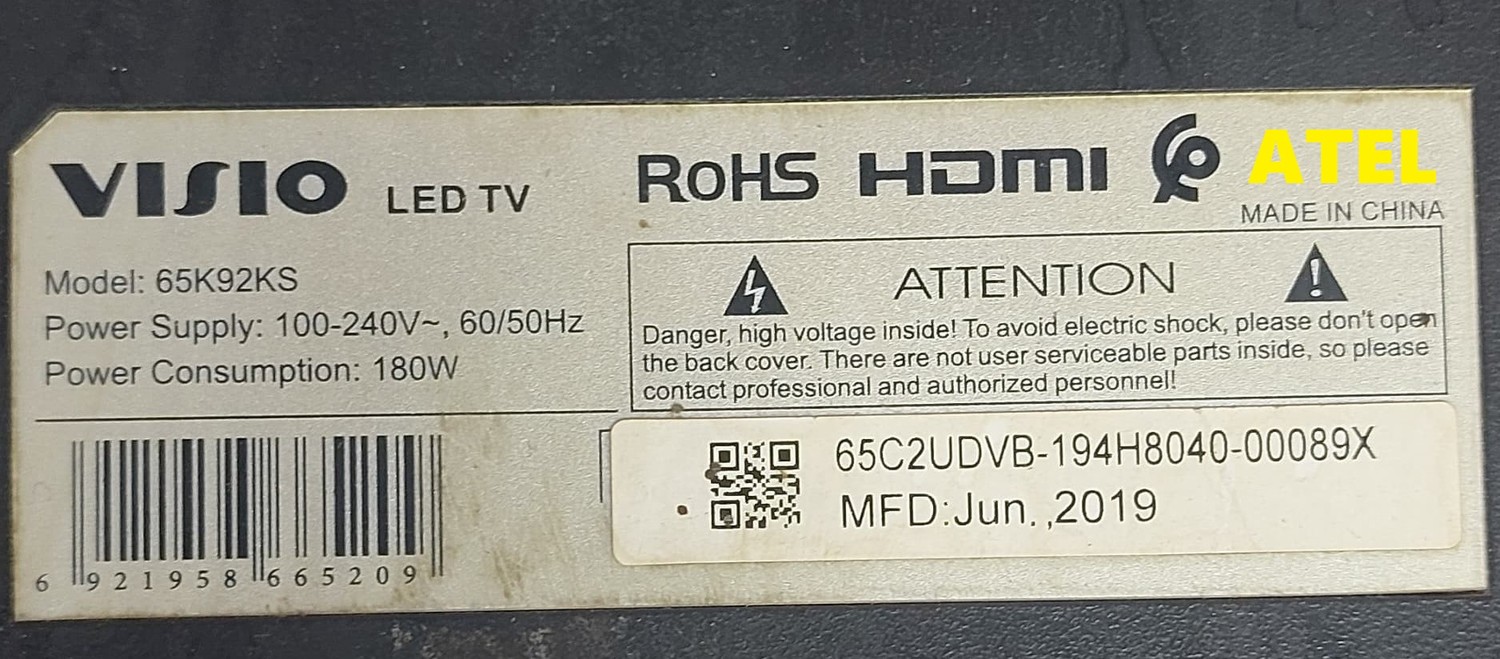 VISIO LED TV
RoHS HDMI ATEL
MADE IN CHINA
Model: 65K92KS
Power Supply: 100-240V~, 60/50Hz
Power Consumption: 180W
ATTENTION
Danger, high voltage inside! To avoid electric shock, please don't open
the back cover. There are not user serviceable parts inside, so please
contact professional and authorized personnel!
6 921958 665209
65C2UDVB-194H8040-00089X
MFD:Jun.,2019